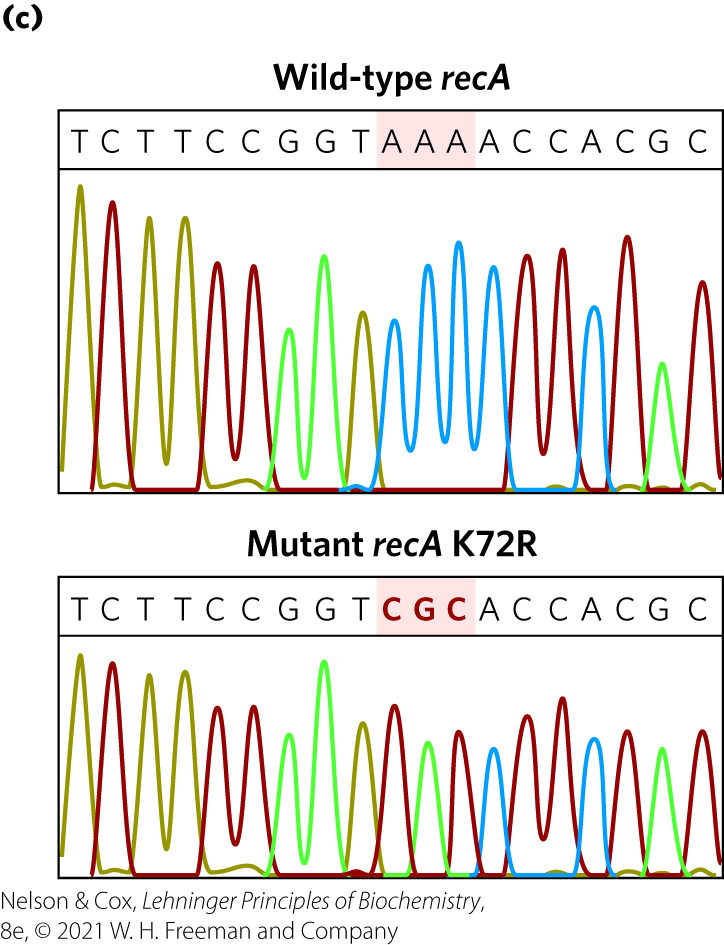 (c)
Wild-type recA
T C T T C C G G T A A A A C C A C G C
Mutant recA K72R
T C T T C C G G T C G C A C C A C G C
Nelson & Cox, Lehninger Principles of Biochemistry,
8e, © 2021 W. H. Freeman and Company